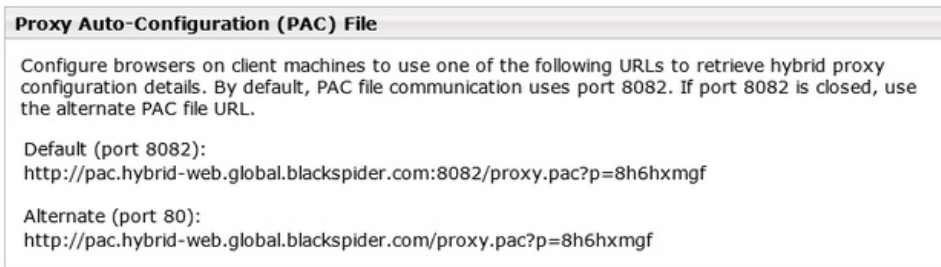 Proxy Auto-Configuration (PAC) File
Configure browsers on client machines to use one of the following URLs to retrieve hybrid proxy
configuration details. By default, PAC file communication uses port 8082. If port 8082 is closed, use
the alternate PAC file URL.
Default (port 8082):
http://pac.hybrid-web.global.blackspider.com:8082/proxy.pac?p=8h6hxmgf
Alternate (port 80):
http://pac.hybrid-web.global.blackspider.com/proxy.pac?p=8h6hxmgf